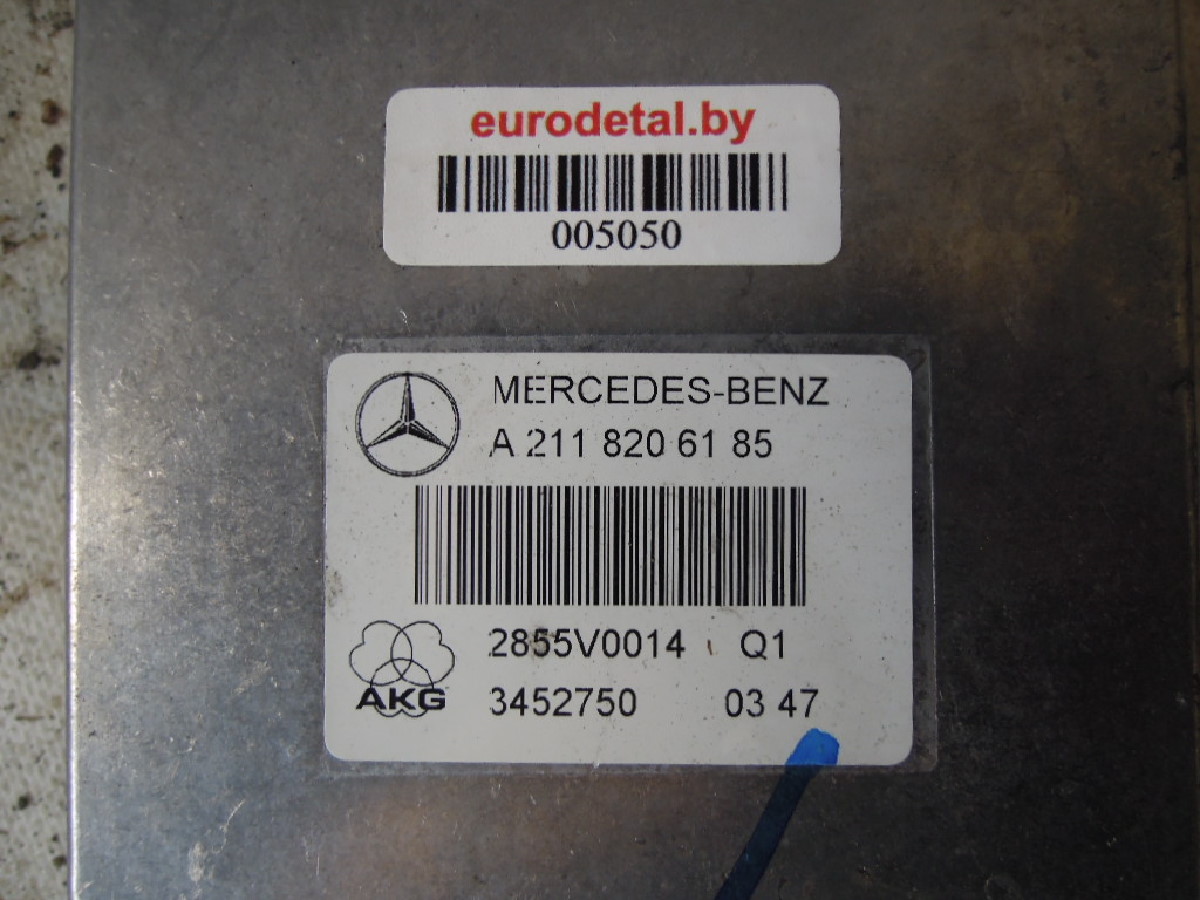 eurodetal.by
005050
MERCEDES-BENZ
A 211 820 61 85
2855V0014 Q1
AKG 3452750 03 47